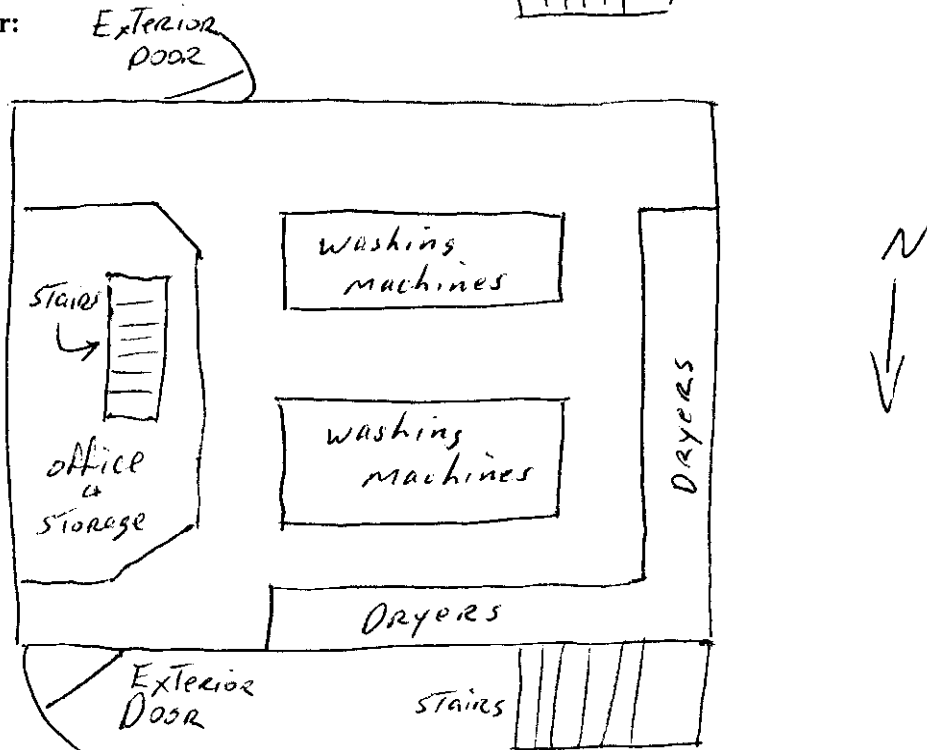 r:
Exterior
Door
Washing
Machines
Stairs
N
Dryers
Washing
Machines
Office
&
Storage
Dryers
Exterior
Door
Stairs